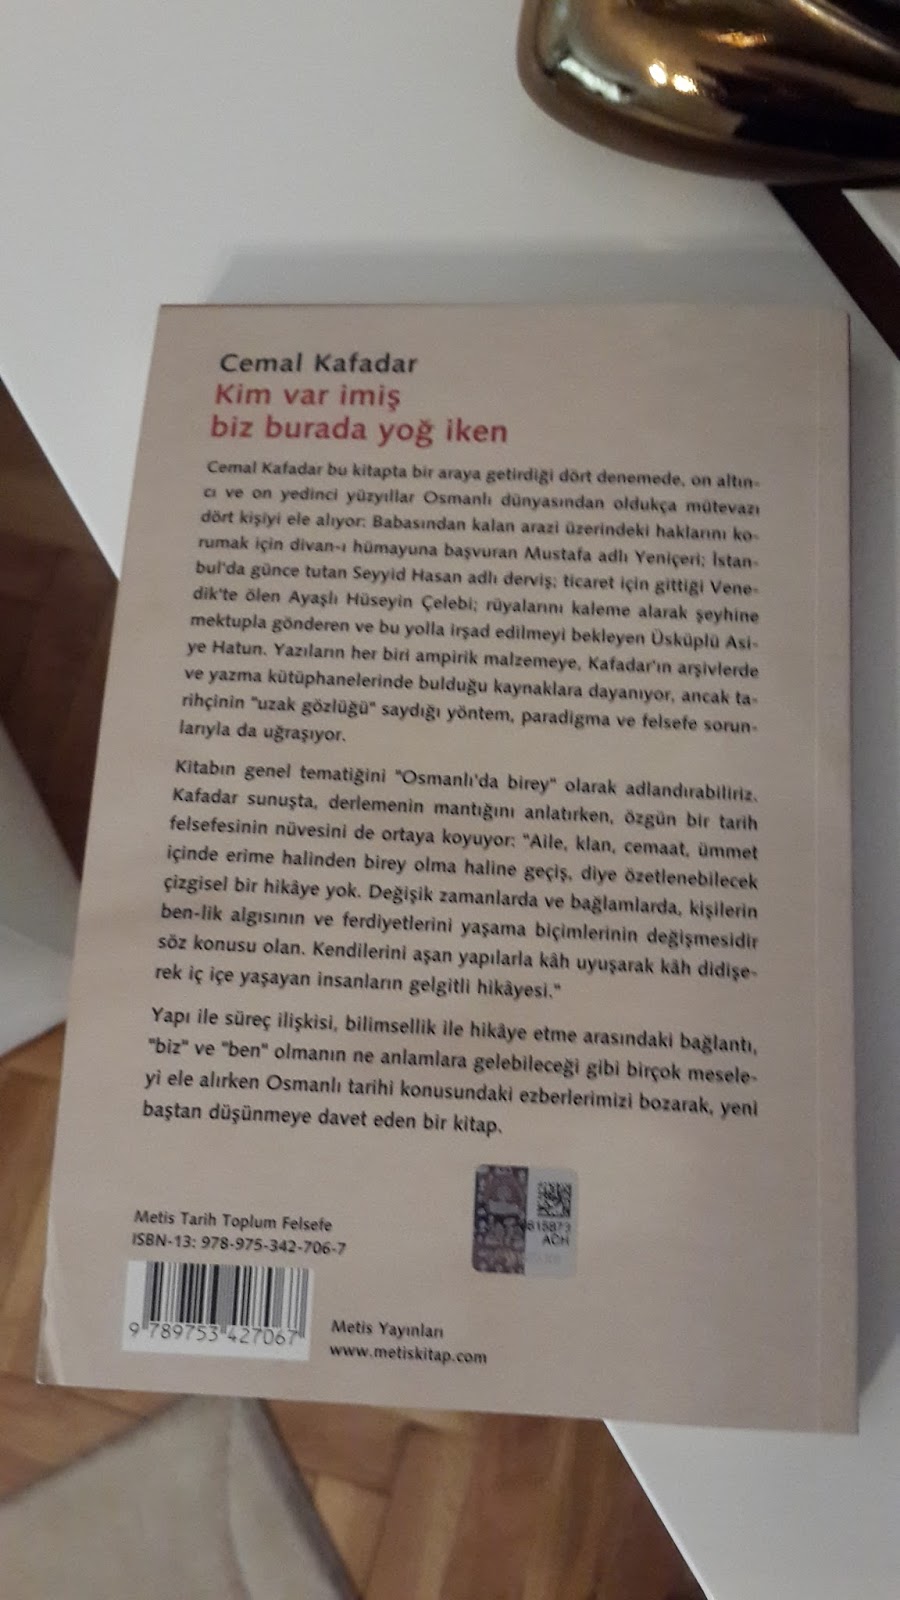 Cemal Kafadar
Kim var imiş
biz burada yoğ iken
Cemal Kafadar bu kitapta bir araya getirdiği dört denemede, on altın-
cı ve on yedinci yüzyıllar Osmanlı dünyasından oldukça mütevazı
dört kişiyi ele alıyor: Babasından kalan arazi üzerindeki haklarını ko-
rumak için divan-ı hümayuna başvuran Mustafa adlı Yeniçeri; İstan-
bul'da günce tutan Seyyid Hasan adlı derviş; ticaret için gittiği Vene-
dik'te ölen Ayaşlı Hüseyin Çelebi; rüyalarını kaleme alarak şeyhine
mektupla gönderen ve bu yolla irşad edilmeyi bekleyen Üsküplü Asi-
ye Hatun. Yazıların her biri ampirik malzemeye, Kafadar'ın arşivlerde
ve yazma kütüphanelerinde bulduğu kaynaklara dayanıyor, ancak ta-
rihçinin "uzak gözlüğü" saydığı yöntem, paradigma ve felsefe sorun-
larıyla da uğraşıyor.
Kitabın genel tematiğini "Osmanlı'da birey" olarak adlandırabiliriz.
Kafadar sunuşta, derlemenin mantığını anlatırken, özgün bir tarih
felsefesinin nüvesini de ortaya koyuyor: "Aile, klan, cemaat, ümmet
içinde erime halinden birey olma haline geçiş, diye özetlenebilecek
çizgisel bir hikâye yok. Değişik zamanlarda ve bağlamlarda, kişilerin
ben-lik algısının ve ferdiyetlerini yaşama biçimlerinin değişmesidir
söz konusu olan. Kendilerini aşan yapılarla kâh uyuşarak kâh didişe-
rek iç içe yaşayan insanların gelgitli hikâyesi."
Yapı ile süreç ilişkisi, bilimsellik ile hikâye etme arasındaki bağlantı,
"biz" ve "ben" olmanın ne anlamlara gelebileceği gibi birçok mesele-
yi ele alırken Osmanlı tarihi konusundaki ezberlerimizi bozarak, yeni
baştan düşünmeye davet eden bir kitap.
815873
ACH
Metis Tarih Toplum Felsefe
ISBN-13: 978-975-342-706-7
9 789753 427067
Metis Yayınları
www.metiskitap.com